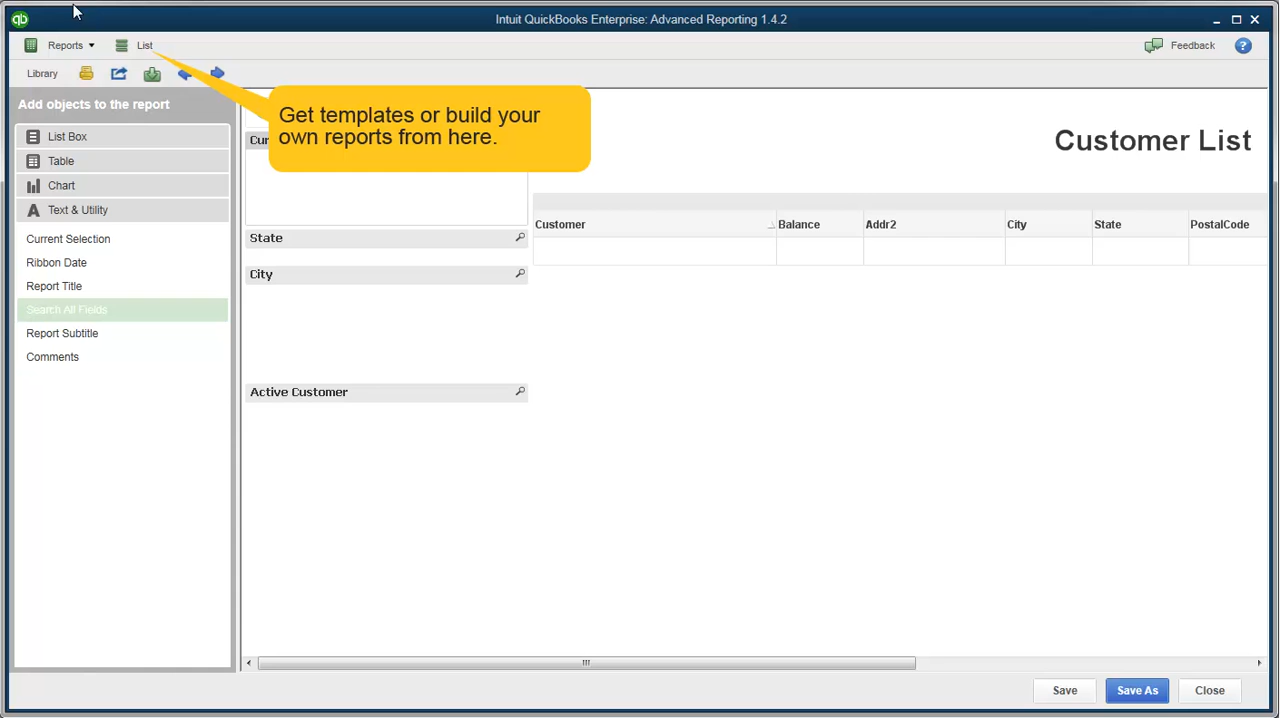 qb
Intuit QuickBooks Enterprise: Advanced Reporting 1.4.2
Reports
List
Feedback
?
Library
Get templates or build your
own reports from here.
Add objects to the report
List Box
Table
Chart
A Text & Utility
Current Selection
Ribbon Date
Report Title
Search All Fields
Report Subtitle
Comments
Cur
State
City
Active Customer
Customer List
Customer
Balance
Addr2
City
State
PostalCode
Save
Save As
Close